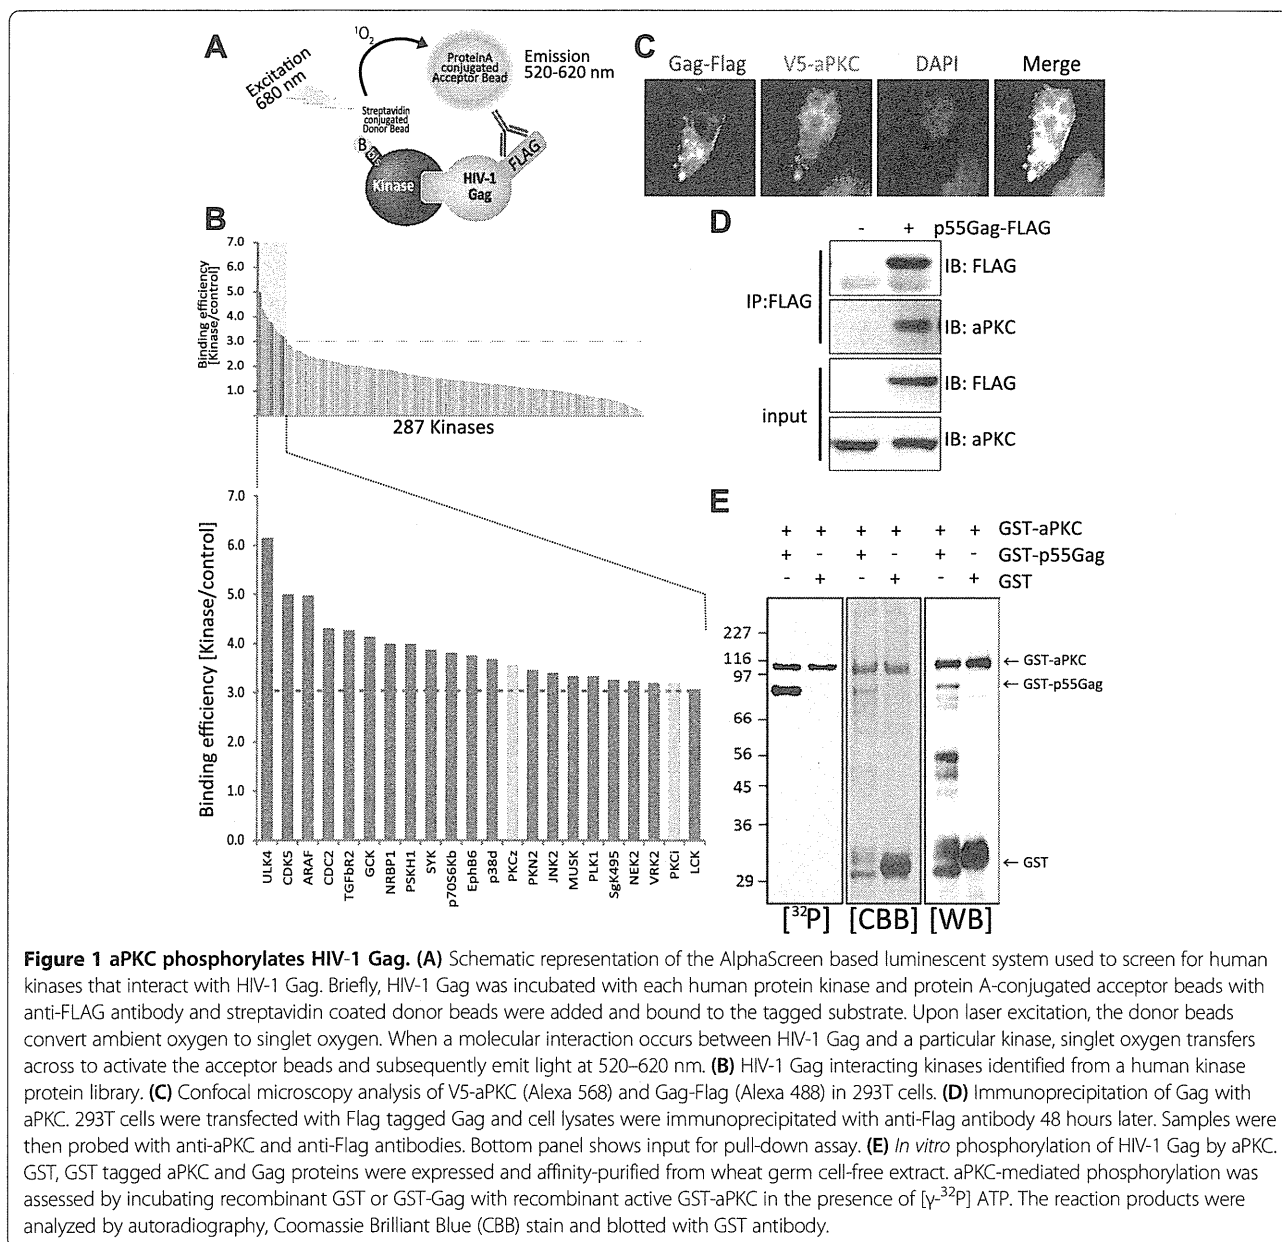 A
Excitation
680 nm
¹O₂
ProteinA
conjugated
Acceptor Bead
Emission
520-620 nm
Streptavidin
conjugated
Donor Bead
B
Kinase
HIV-1
Gag
FLAG
B
Binding efficiency
[Kinase/control]
7.0
6.0
5.0
4.0
3.0
2.0
1.0
287 Kinases
Binding efficiency [Kinase/control]
7.0
6.0
5.0
4.0
3.0
2.0
1.0
0.0
ULK4
CDK5
ARAF
CDC2
TGFbR2
GCK
NRBP1
PSKH1
SYK
p70S6Kb
EphB6
p38d
PKCz
PKN2
JNK2
MUSK
PLK1
SgK495
NEK2
VRK2
PKCi
LCK
C
Gag-Flag V5-aPKC DAPI Merge
D
- + p55Gag-FLAG
IP:FLAG
IB: FLAG
IB: aPKC
input
IB: FLAG
IB: aPKC
E
+ + + + + + GST-aPKC
+ - + - + - GST-p55Gag
- + - + - + GST
227
116
97
66
56
45
36
29
← GST-aPKC
← GST-p55Gag
← GST
[³²P] [CBB] [WB]
Figure 1 aPKC phosphorylates HIV-1 Gag. (A) Schematic representation of the AlphaScreen based luminescent system used to screen for human
kinases that interact with HIV-1 Gag. Briefly, HIV-1 Gag was incubated with each human protein kinase and protein A-conjugated acceptor beads with
anti-FLAG antibody and streptavidin coated donor beads were added and bound to the tagged substrate. Upon laser excitation, the donor beads
convert ambient oxygen to singlet oxygen. When a molecular interaction occurs between HIV-1 Gag and a particular kinase, singlet oxygen transfers
across to activate the acceptor beads and subsequently emit light at 520–620 nm. (B) HIV-1 Gag interacting kinases identified from a human kinase
protein library. (C) Confocal microscopy analysis of V5-aPKC (Alexa 568) and Gag-Flag (Alexa 488) in 293T cells. (D) Immunoprecipitation of Gag with
aPKC. 293T cells were transfected with Flag tagged Gag and cell lysates were immunoprecipitated with anti-Flag antibody 48 hours later. Samples were
then probed with anti-aPKC and anti-Flag antibodies. Bottom panel shows input for pull-down assay. (E) In vitro phosphorylation of HIV-1 Gag by aPKC.
GST, GST tagged aPKC and Gag proteins were expressed and affinity-purified from wheat germ cell-free extract. aPKC-mediated phosphorylation was
assessed by incubating recombinant GST or GST-Gag with recombinant active GST-aPKC in the presence of [γ-³²P] ATP. The reaction products were
analyzed by autoradiography, Coomassie Brilliant Blue (CBB) stain and blotted with GST antibody.